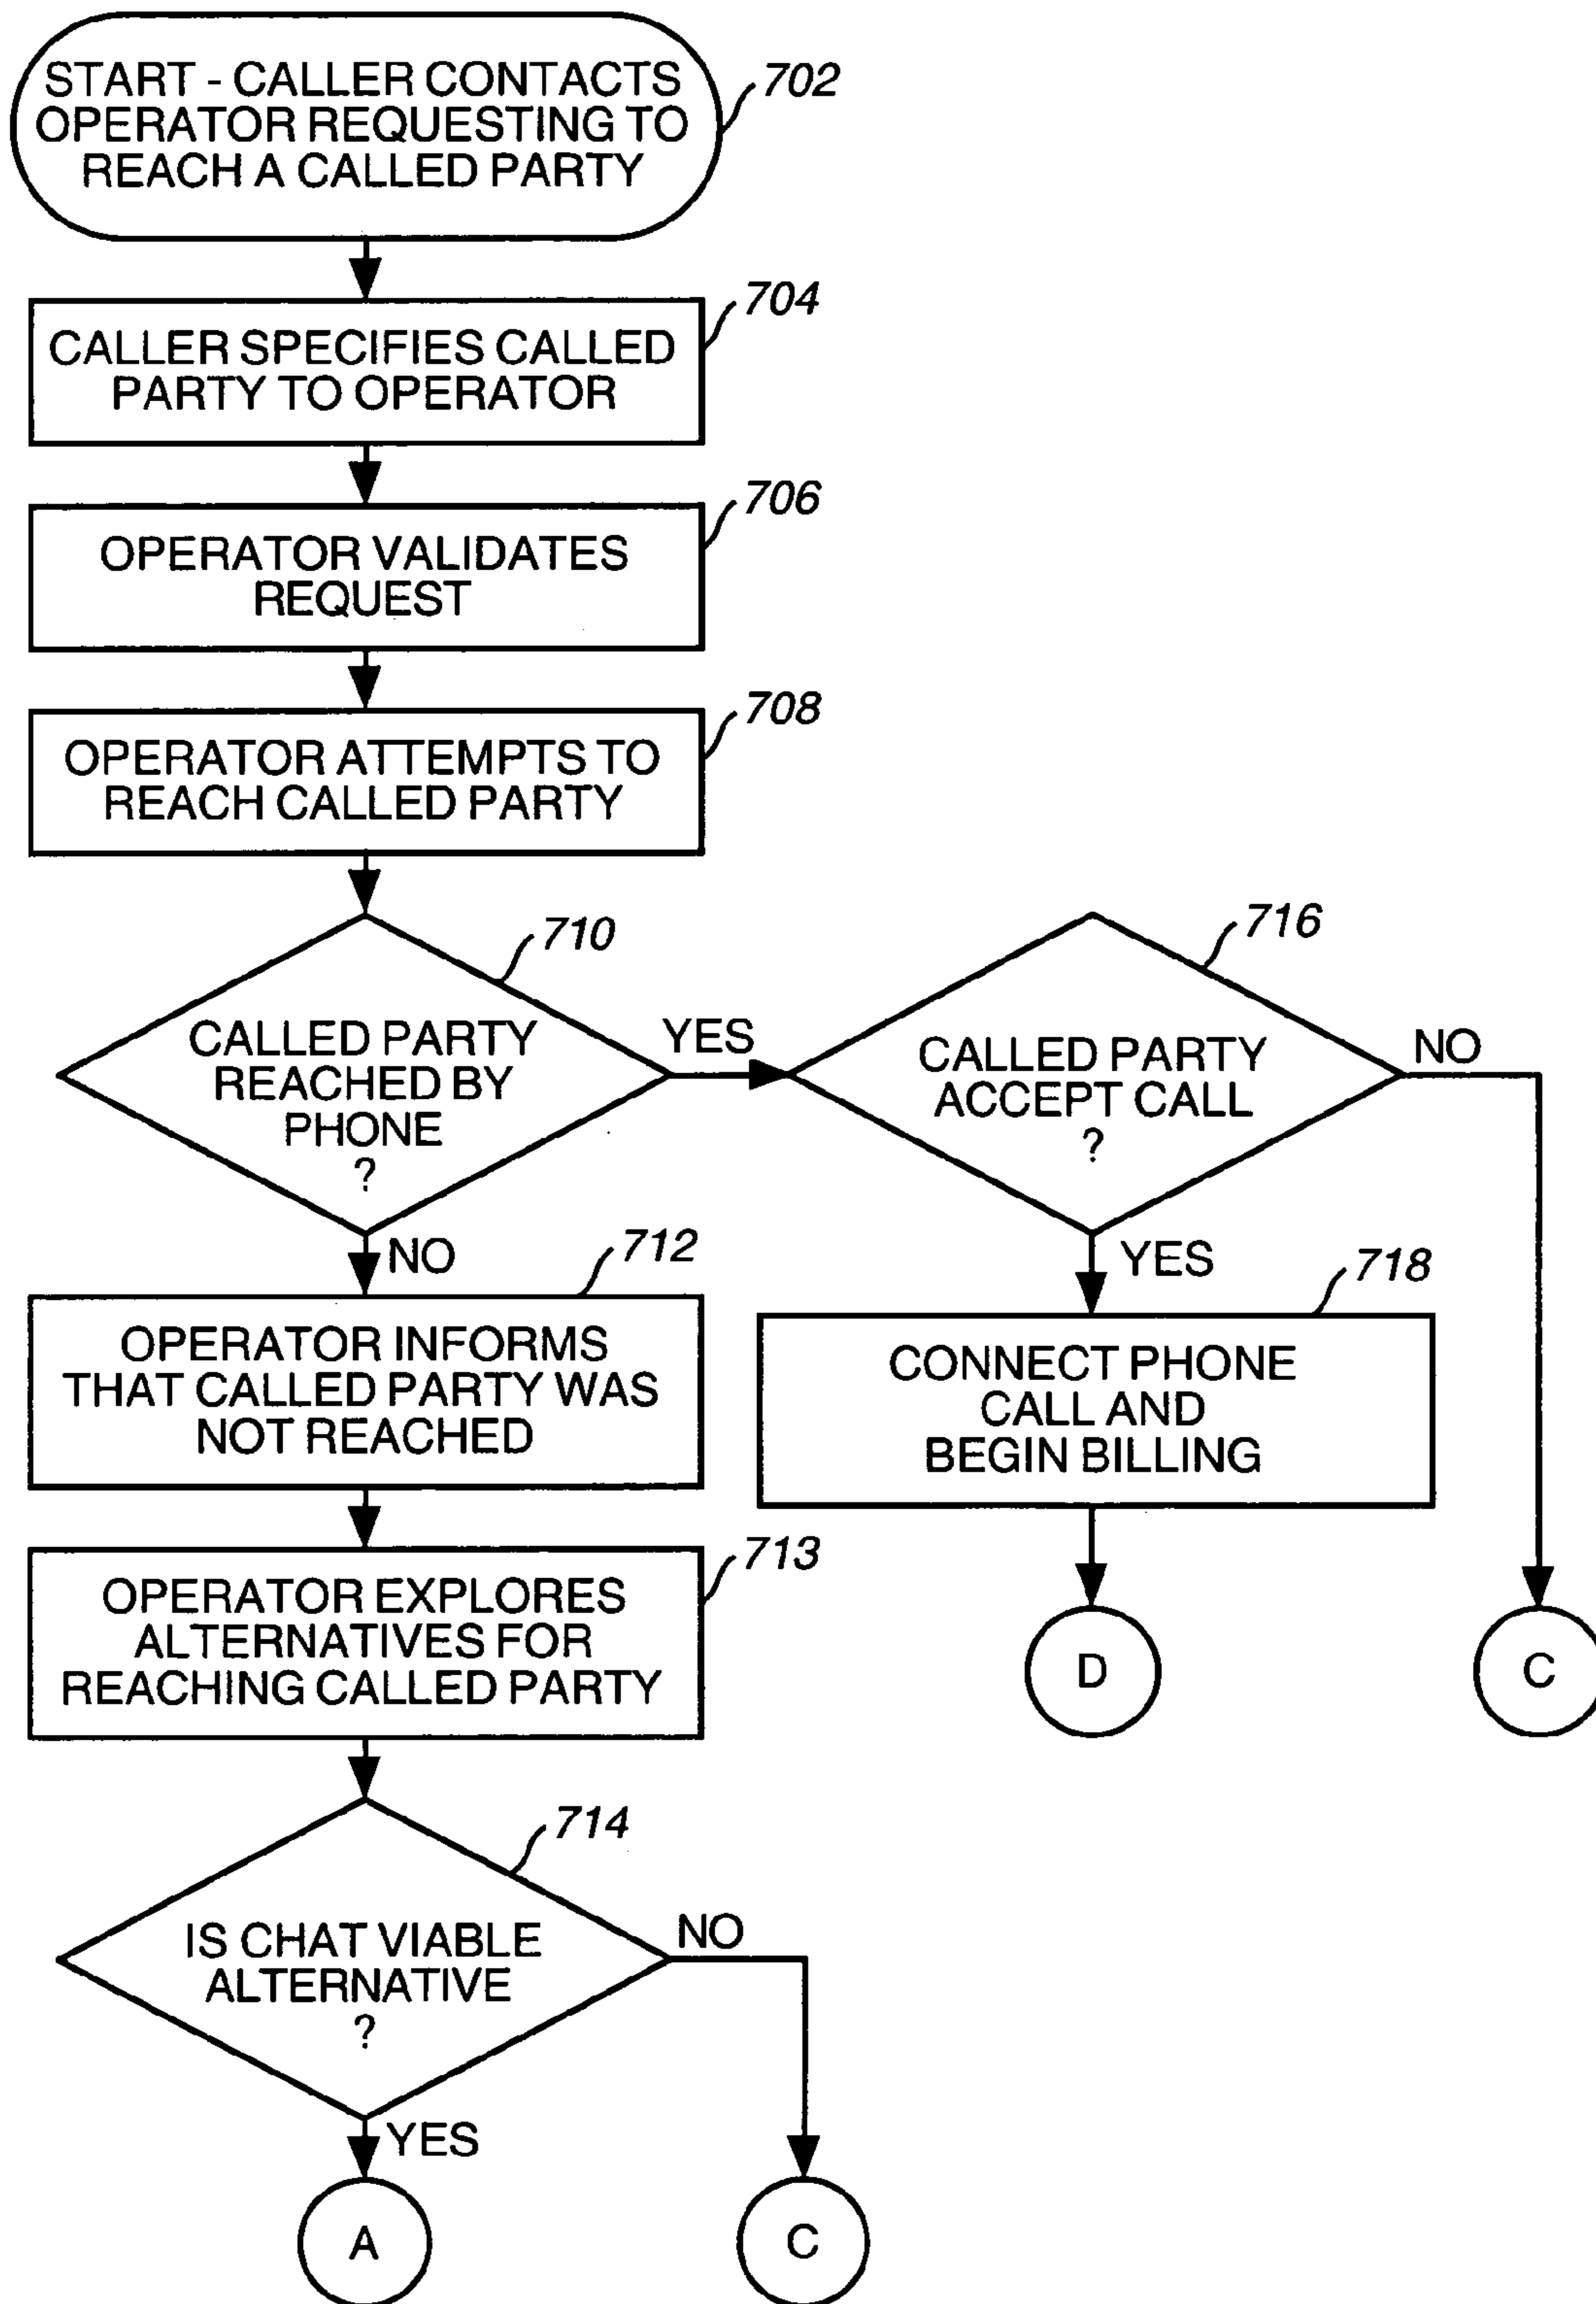 START - CALLER CONTACTS
OPERATOR REQUESTING TO
REACH A CALLED PARTY
702
CALLER SPECIFIES CALLED
PARTY TO OPERATOR
704
OPERATOR VALIDATES
REQUEST
706
OPERATOR ATTEMPTS TO
REACH CALLED PARTY
708
CALLED PARTY
REACHED BY
PHONE
?
710
YES
CALLED PARTY
ACCEPT CALL
?
716
NO
NO
YES
OPERATOR INFORMS
THAT CALLED PARTY WAS
NOT REACHED
712
CONNECT PHONE
CALL AND
BEGIN BILLING
718
OPERATOR EXPLORES
ALTERNATIVES FOR
REACHING CALLED PARTY
713
D
C
IS CHAT VIABLE
ALTERNATIVE
?
714
NO
YES
A
C